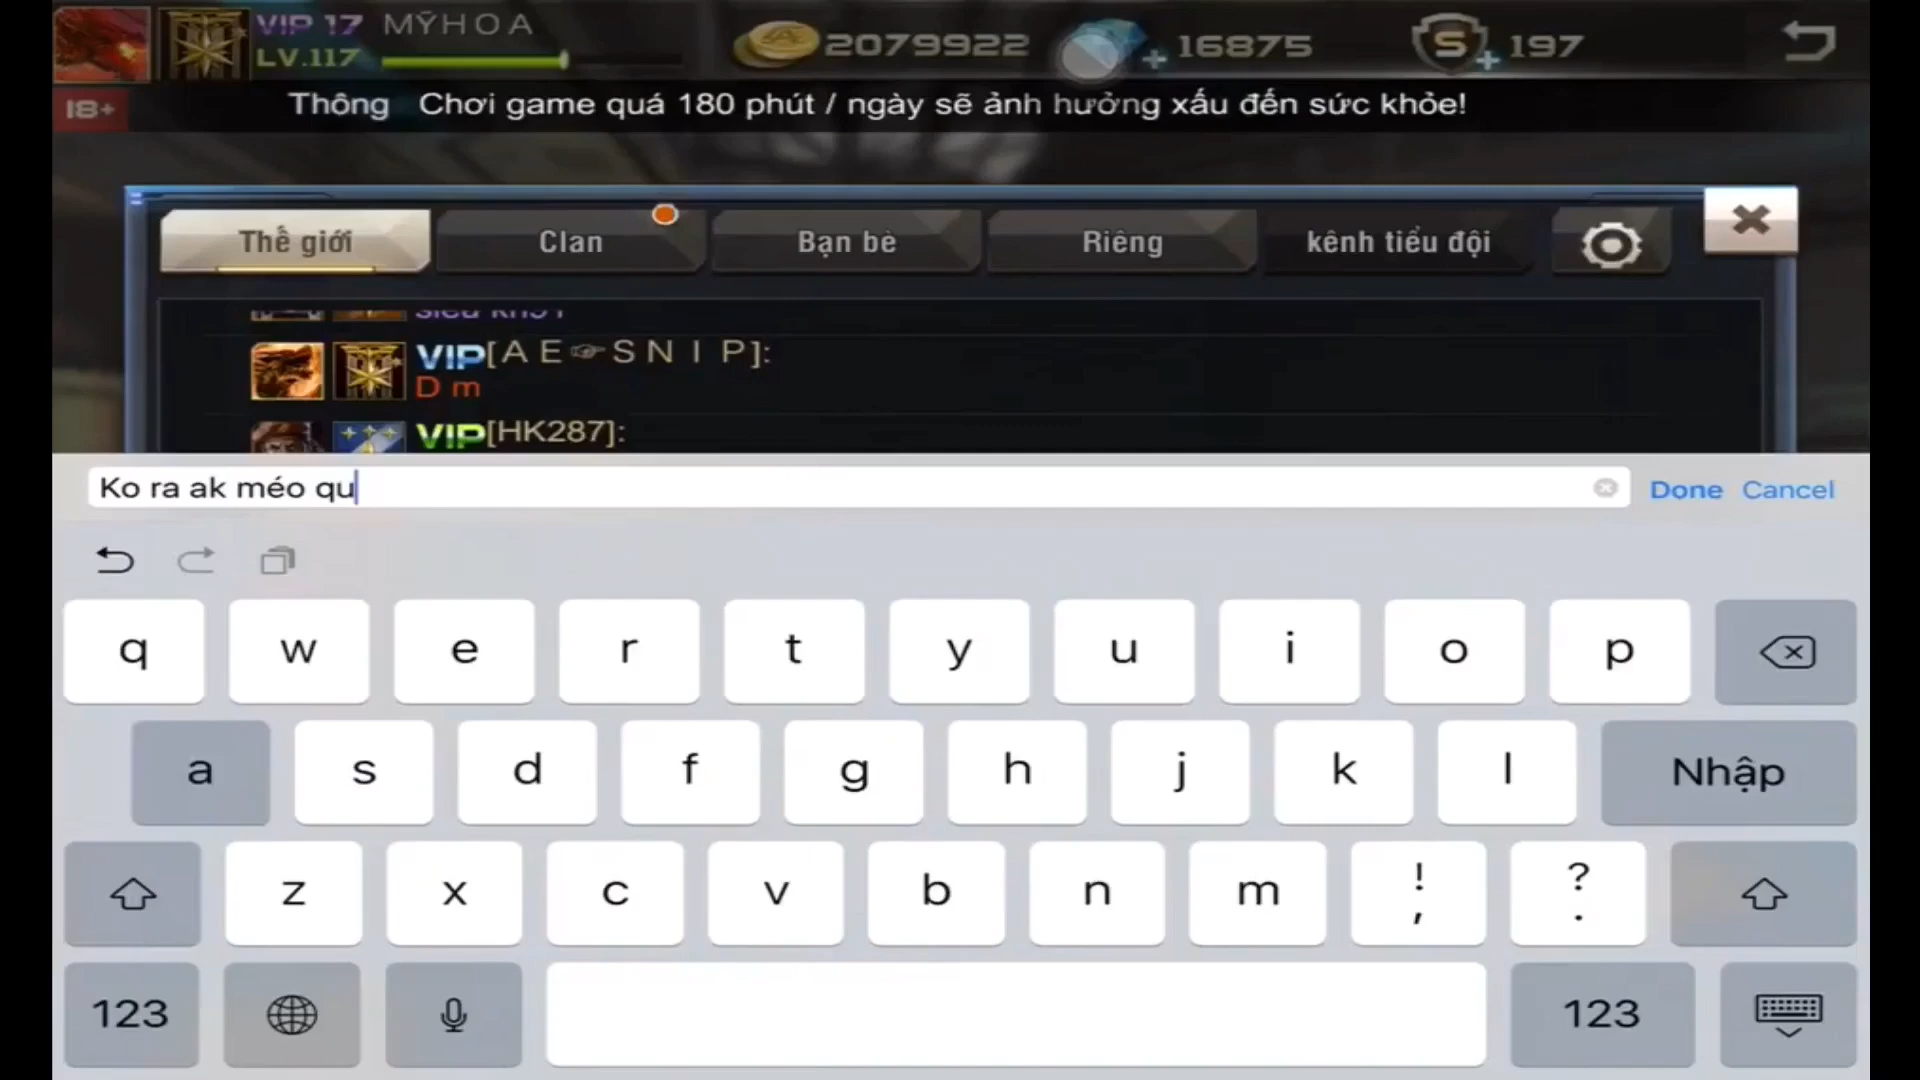 VIP 17 MỸHOA
LV.117
2079922
16875
197
18+
Thông Chơi game quá 180 phút / ngày sẽ ảnh hưởng xấu đến sức khỏe!
Thế giới
Clan
Bạn bè
Riêng
kênh tiểu đội
VIP[A E☞S N I P]:
D m
VIP[HK287]:
Ko ra ak méo qu
Done Cancel
q w e r t y u i o p
a s d f g h j k l Nhập
z x c v b n m ! , ? .
123 123